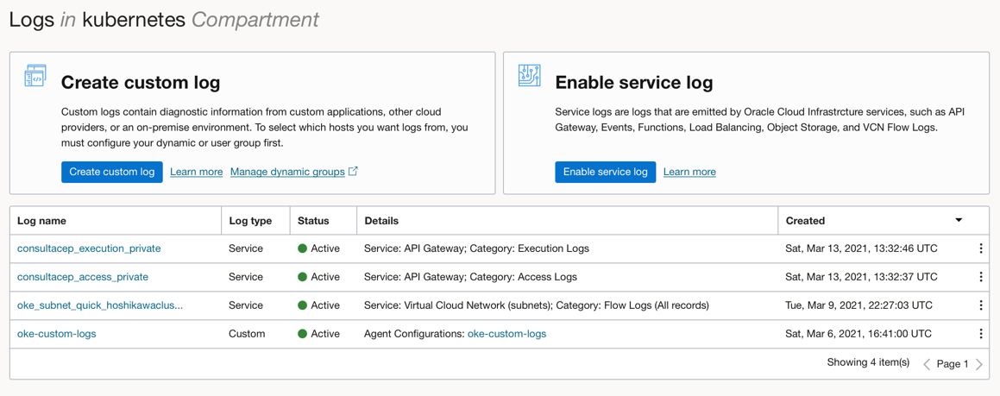 Logs in kubernetes Compartment
Create custom log
Custom logs contain diagnostic information from custom applications, other cloud
providers, or an on-premise environment. To select which hosts you want logs from, you
must configure your dynamic or user group first.
Create custom log Learn more Manage dynamic groups
Enable service log
Service logs are logs that are emitted by Oracle Cloud Infrastrcture services, such as API
Gateway, Events, Functions, Load Balancing, Object Storage, and VCN Flow Logs.
Enable service log Learn more
Log name Log type Status Details Created
consultacep_execution_private Service Active Service: API Gateway; Category: Execution Logs Sat, Mar 13, 2021, 13:32:46 UTC
consultacep_access_private Service Active Service: API Gateway; Category: Access Logs Sat, Mar 13, 2021, 13:32:37 UTC
oke_subnet_quick_hoshikawaclus... Service Active Service: Virtual Cloud Network (subnets); Category: Flow Logs (All records) Tue, Mar 9, 2021, 22:27:03 UTC
oke-custom-logs Custom Active Agent Configurations: oke-custom-logs Sat, Mar 6, 2021, 16:41:00 UTC
Showing 4 item(s) Page 1